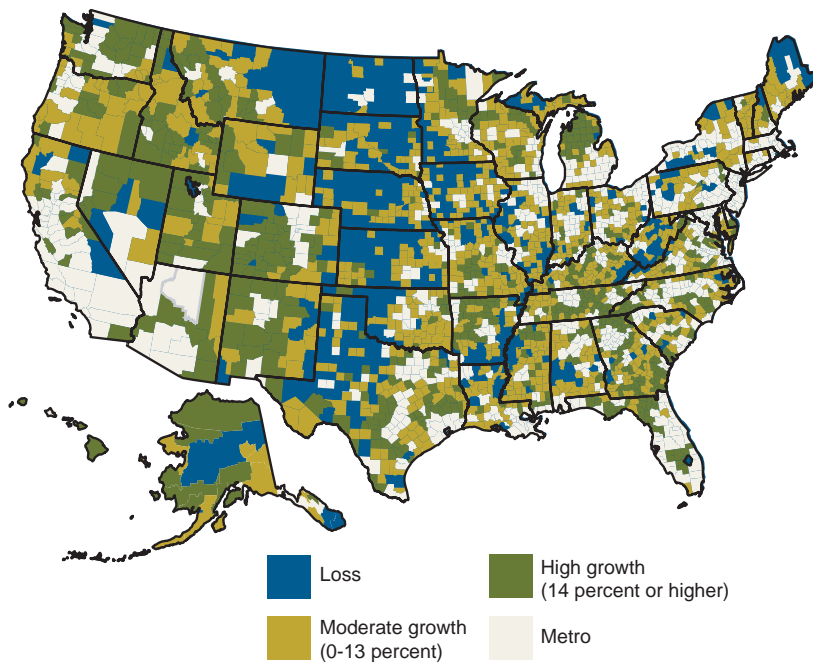 Loss
High growth
(14 percent or higher)
Moderate growth
(0-13 percent)
Metro